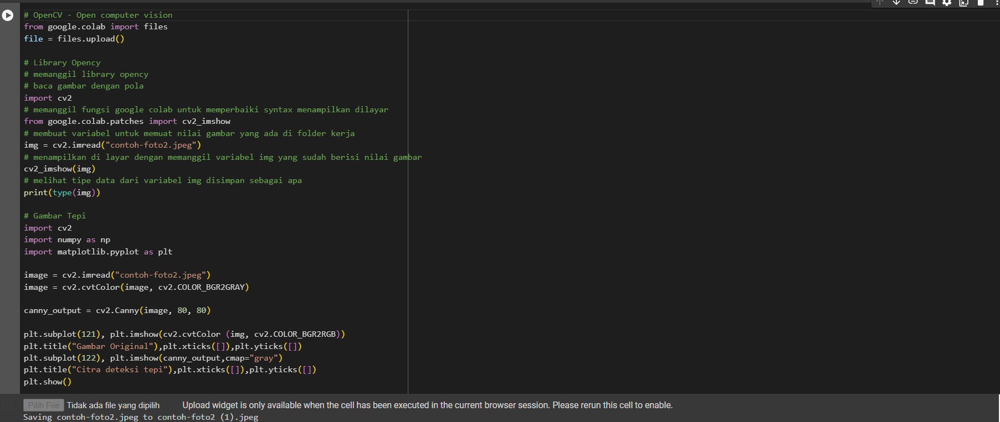 # OpenCV - Open computer vision
from google.colab import files
file = files.upload()
# Library Opency
# memanggil library opency
# baca gambar dengan pola
import cv2
# memanggil fungsi google colab untuk memperbaiki syntax menampilkan dilayar
from google.colab.patches import cv2_imshow
# membuat variabel untuk memuat nilai gambar yang ada di folder kerja
img = cv2.imread("contoh-foto2.jpeg")
# menampilkan di layar dengan memanggil variabel img yang sudah berisi nilai gambar
cv2_imshow(img)
# melihat tipe data dari variabel img disimpan sebagai apa
print(type(img))
# Gambar Tepi
import cv2
import numpy as np
import matplotlib.pyplot as plt
image = cv2.imread("contoh-foto2.jpeg")
image = cv2.cvtColor(image, cv2.COLOR_BGR2GRAY)
canny_output = cv2.Canny(image, 80, 80)
plt.subplot(121), plt.imshow(cv2.cvtColor (img, cv2.COLOR_BGR2RGB))
plt.title("Gambar Original"),plt.xticks([]),plt.yticks([])
plt.subplot(122), plt.imshow(canny_output,cmap="gray")
plt.title("Citra deteksi tepi"),plt.xticks([]),plt.yticks([])
plt.show()
Pilih File Tidak ada file yang dipilih Upload widget is only available when the cell has been executed in the current browser session. Please rerun this cell to enable.
Saving contoh-foto2.jpeg to contoh-foto2 (1).jpeg